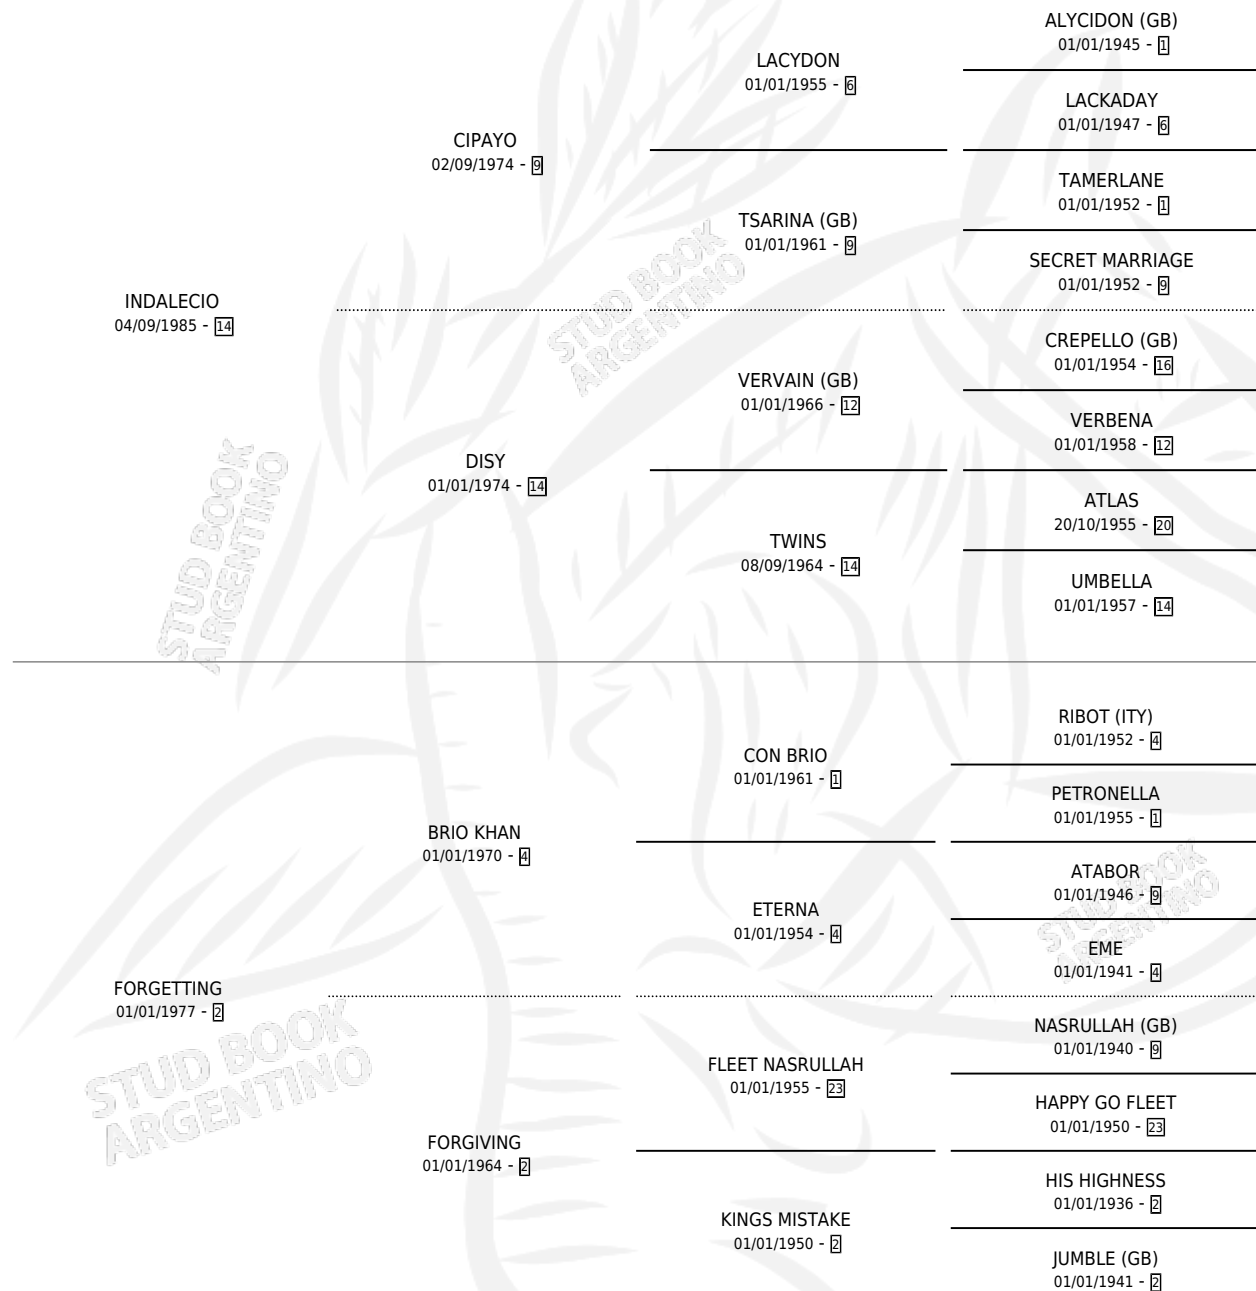 ALYCIDON (GB)
01/01/1945 - 1
LACYDON
01/01/1955 - 6
LACKADAY
01/01/1947 - 6
CIPAYO
02/09/1974 - 9
TAMERLANE
01/01/1952 - 1
TSARINA (GB)
01/01/1961 - 9
SECRET MARRIAGE
01/01/1952 - 9
INDALECIO
04/09/1985 - 14
CREPELLO (GB)
01/01/1954 - 16
VERVAIN (GB)
01/01/1966 - 12
VERBENA
01/01/1958 - 12
DISY
01/01/1974 - 14
ATLAS
20/10/1955 - 20
TWINS
08/09/1964 - 14
UMBELLA
01/01/1957 - 14
RIBOT (ITY)
01/01/1952 - 4
CON BRIO
01/01/1961 - 1
PETRONELLA
01/01/1955 - 1
BRIO KHAN
01/01/1970 - 4
ATABOR
01/01/1946 - 9
ETERNA
01/01/1954 - 4
EME
01/01/1941 - 4
FORGETTING
01/01/1977 - 2
NASRULLAH (GB)
01/01/1940 - 9
FLEET NASRULLAH
01/01/1955 - 23
HAPPY GO FLEET
01/01/1950 - 23
FORGIVING
01/01/1964 - 2
HIS HIGHNESS
01/01/1936 - 2
KINGS MISTAKE
01/01/1950 - 2
JUMBLE (GB)
01/01/1941 - 2
STUD BOOK
ARGENTINO
STUD BOOK
ARGENTINO
STUD BOOK
ARGENTINO
STUD BOOK
ARGENTINO